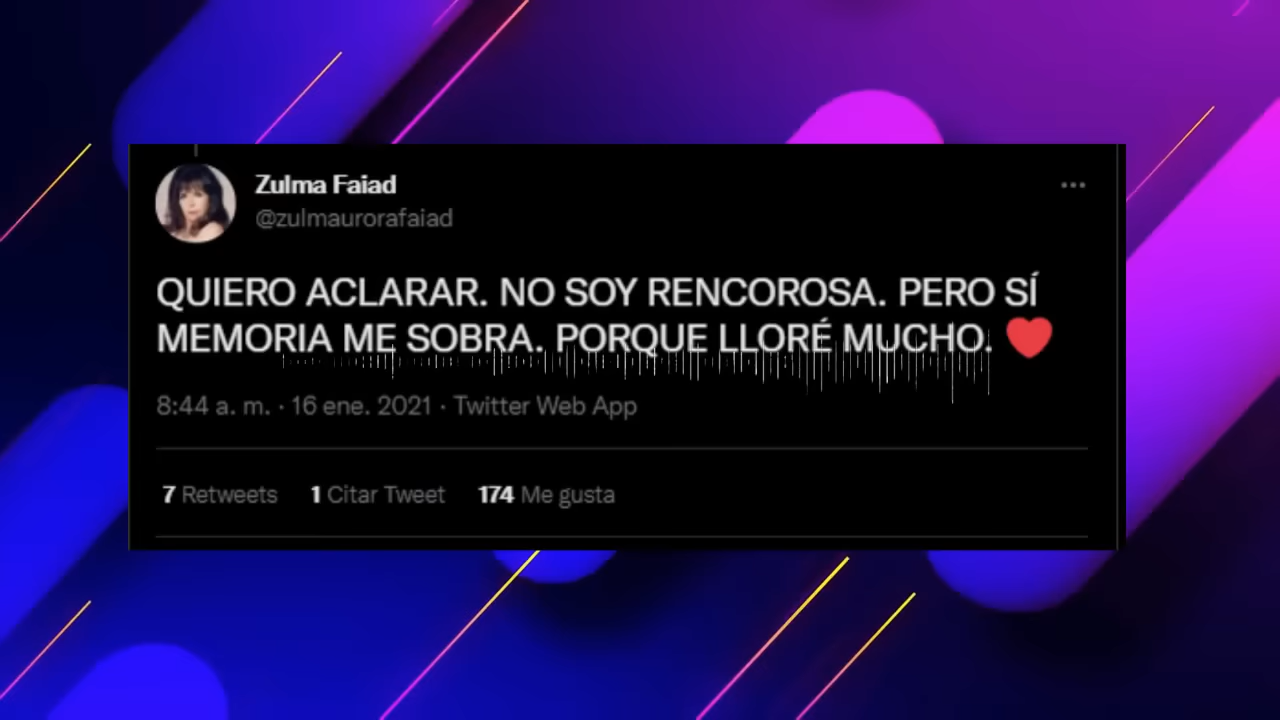 Zulma Faiad
@zulmaurorafaiad
QUIERO ACLARAR. NO SOY RENCOROSA. PERO SÍ
MEMORIA ME SOBRA. PORQUE LLORÉ MUCHO. ❤️
8:44 a. m. · 16 ene. 2021 · Twitter Web App
7 Retweets 1 Citar Tweet 174 Me gusta